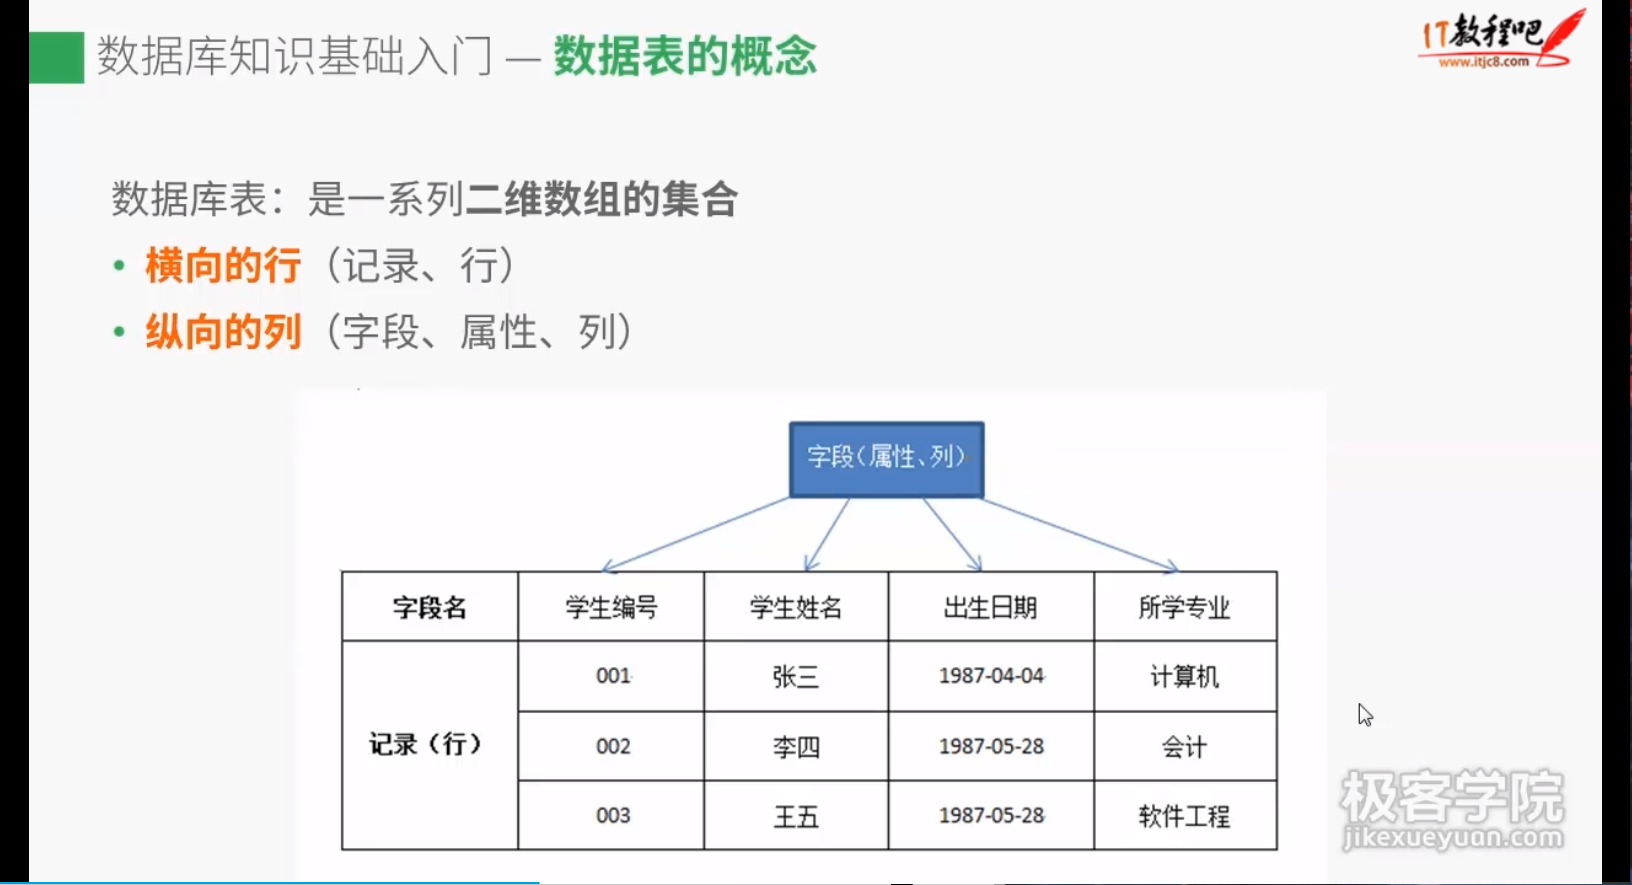 数据库知识基础入门 — 数据表的概念
IT教程吧
www.itjc8.com
数据库表：是一系列二维数组的集合
• 横向的行（记录、行）
• 纵向的列（字段、属性、列）
字段（属性、列）
字段名 学生编号 学生姓名 出生日期 所学专业
001 张三 1987-04-04 计算机
记录（行） 002 李四 1987-05-28 会计
003 王五 1987-05-28 软件工程
极客学院
jikexueyuan.com